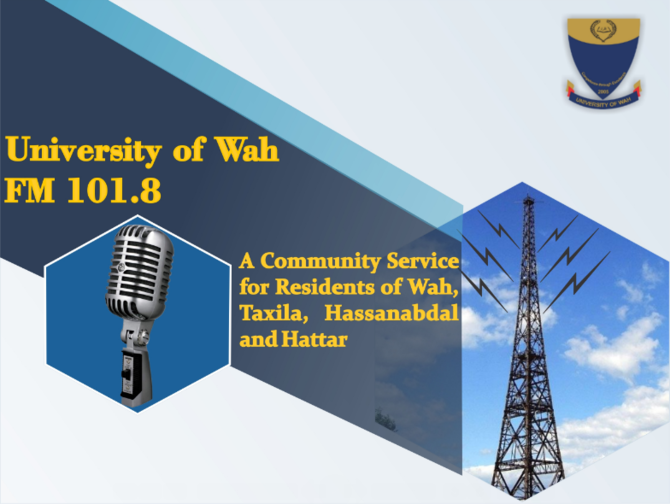 University of Wah
FM 101.8
A Community Service
for Residents of Wah,
Taxila, Hassanabdal
and Hattar
2005
UNIVERSITY OF WAH